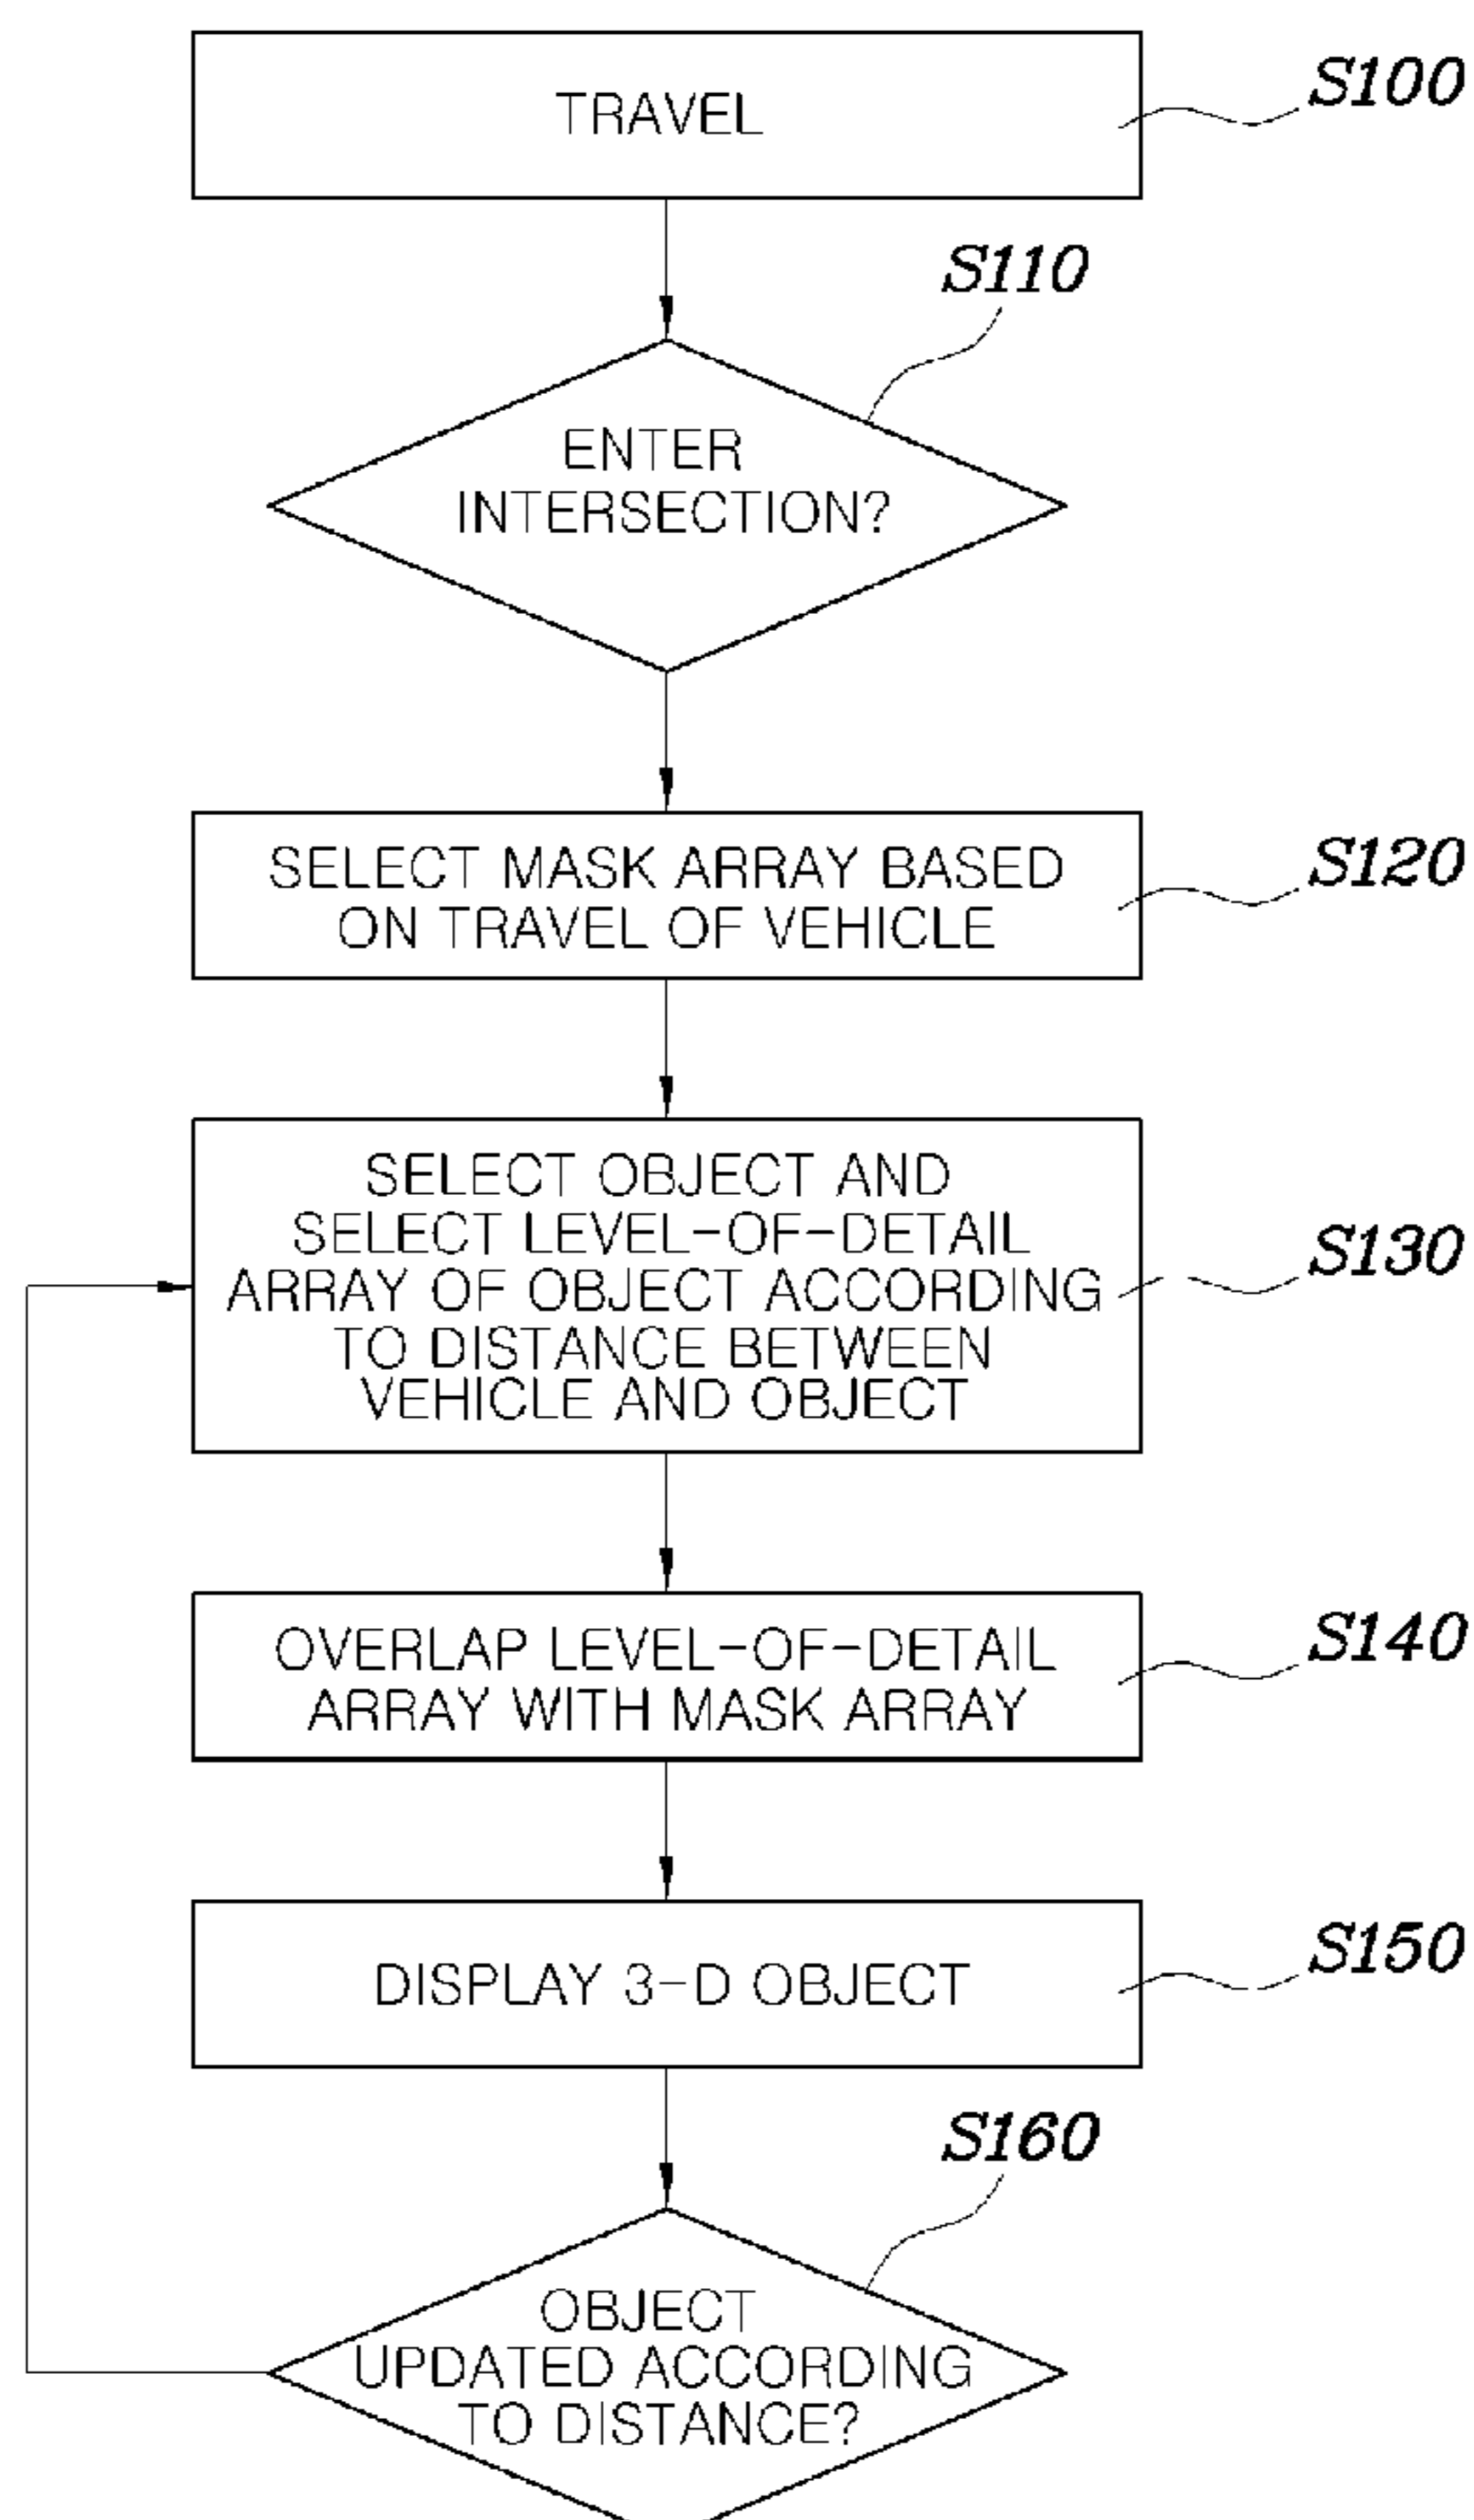 TRAVEL
S100
S110
ENTER
INTERSECTION?
SELECT MASK ARRAY BASED
ON TRAVEL OF VEHICLE
S120
SELECT OBJECT AND
SELECT LEVEL-OF-DETAIL
ARRAY OF OBJECT ACCORDING
TO DISTANCE BETWEEN
VEHICLE AND OBJECT
S130
OVERLAP LEVEL-OF-DETAIL
ARRAY WITH MASK ARRAY
S140
DISPLAY 3-D OBJECT
S150
S160
OBJECT
UPDATED ACCORDING
TO DISTANCE?